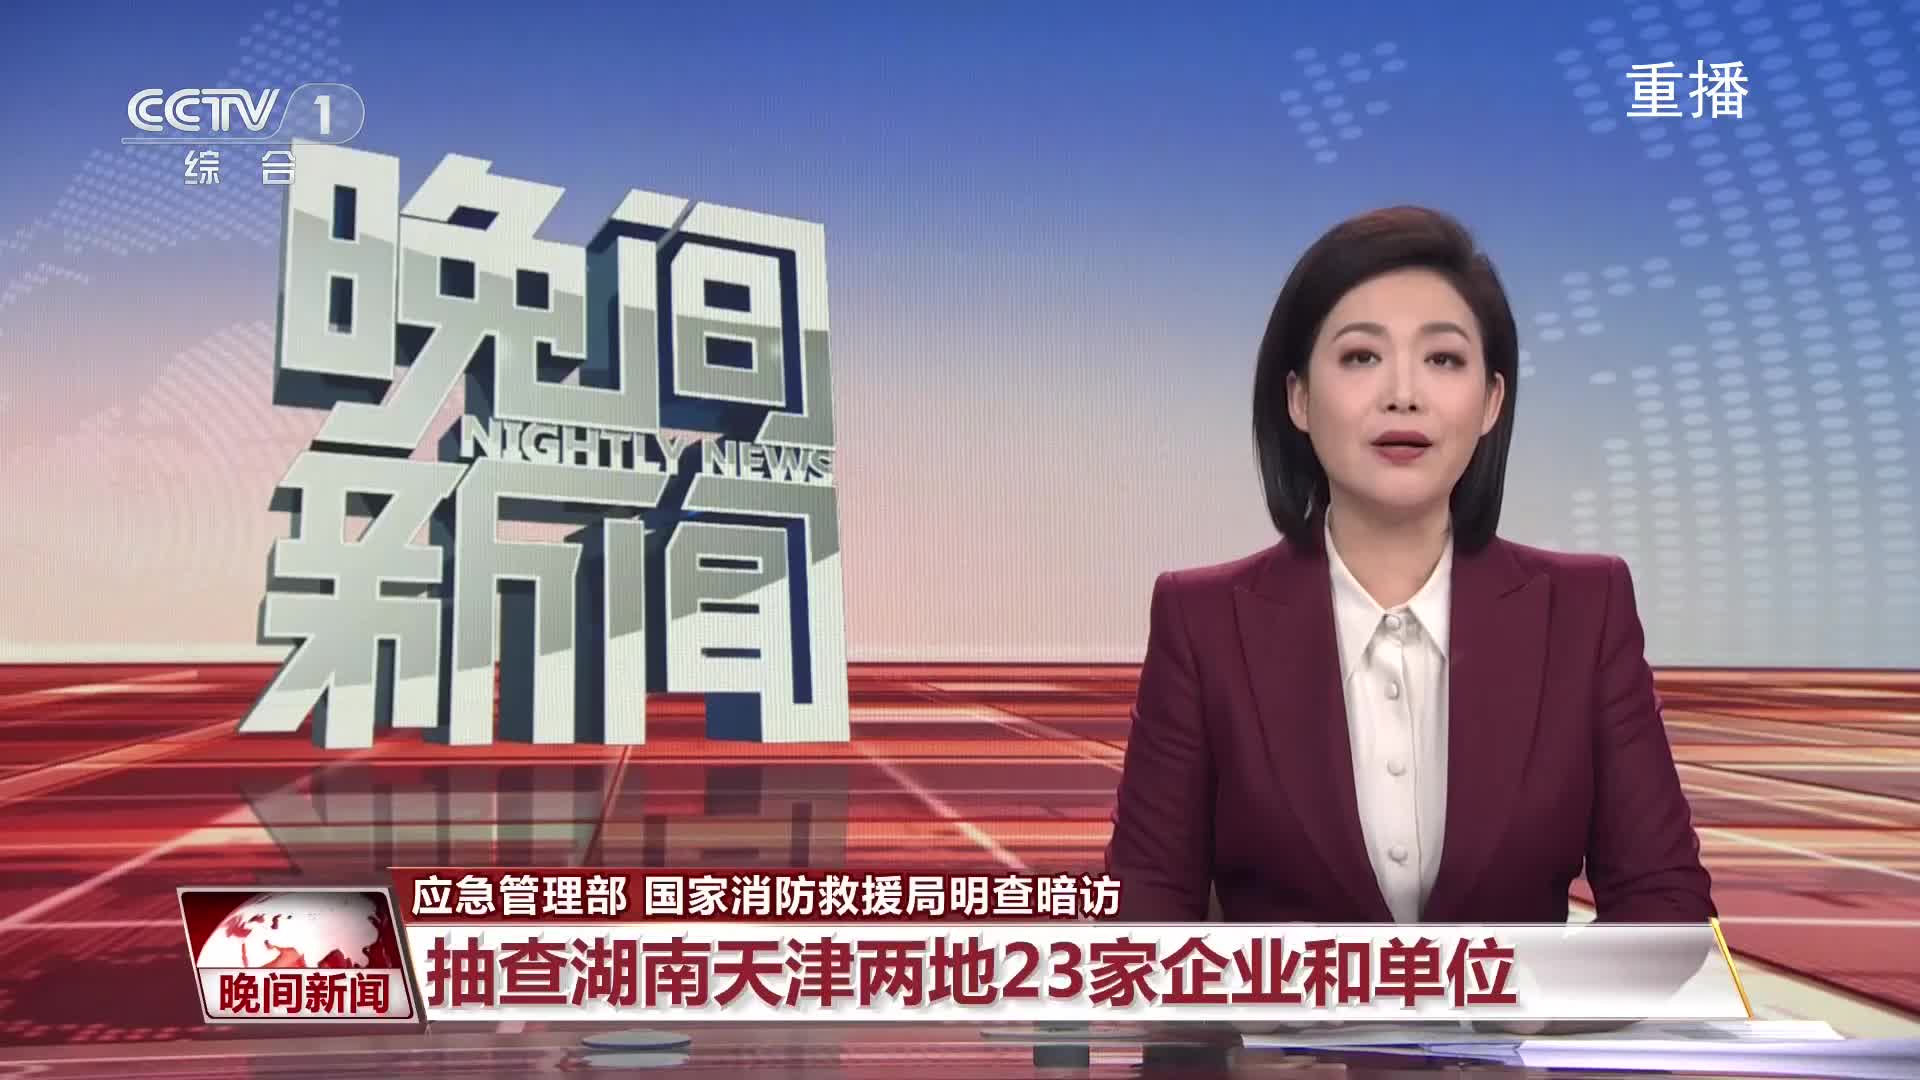 CCTV 1
综 合
重播
晚间
NIGHTLY NEWS
新闻
应急管理部 国家消防救援局明查暗访
晚间新闻
抽查湖南天津两地23家企业和单位